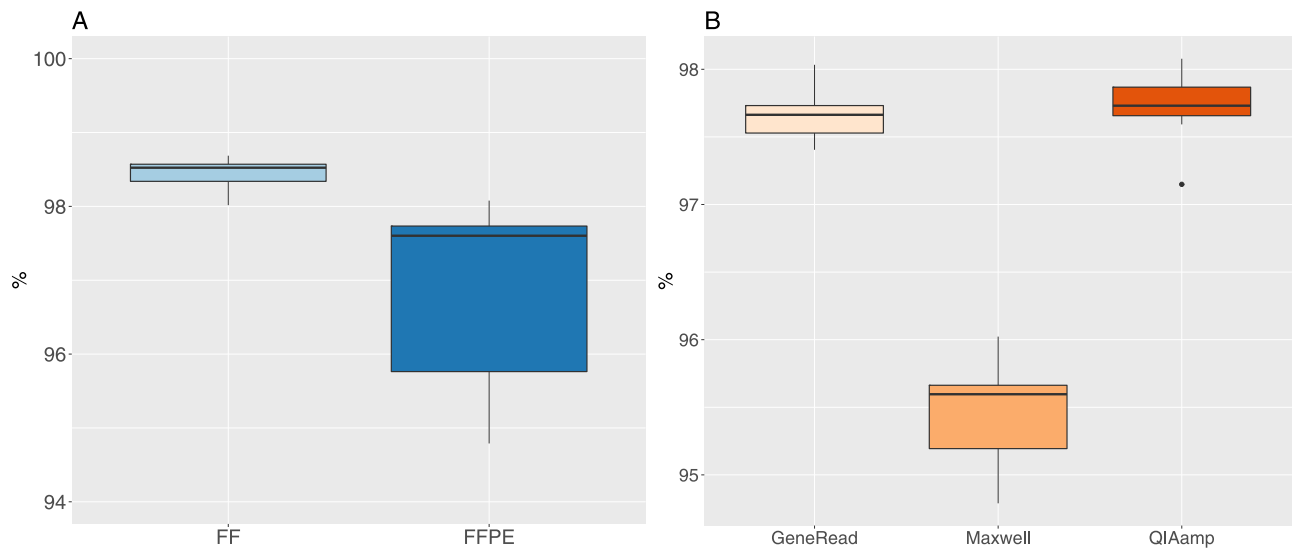 A
100
98
96
94
%
FF
FFPE
B
98
97
96
95
%
GeneRead
Maxwell
QIAamp